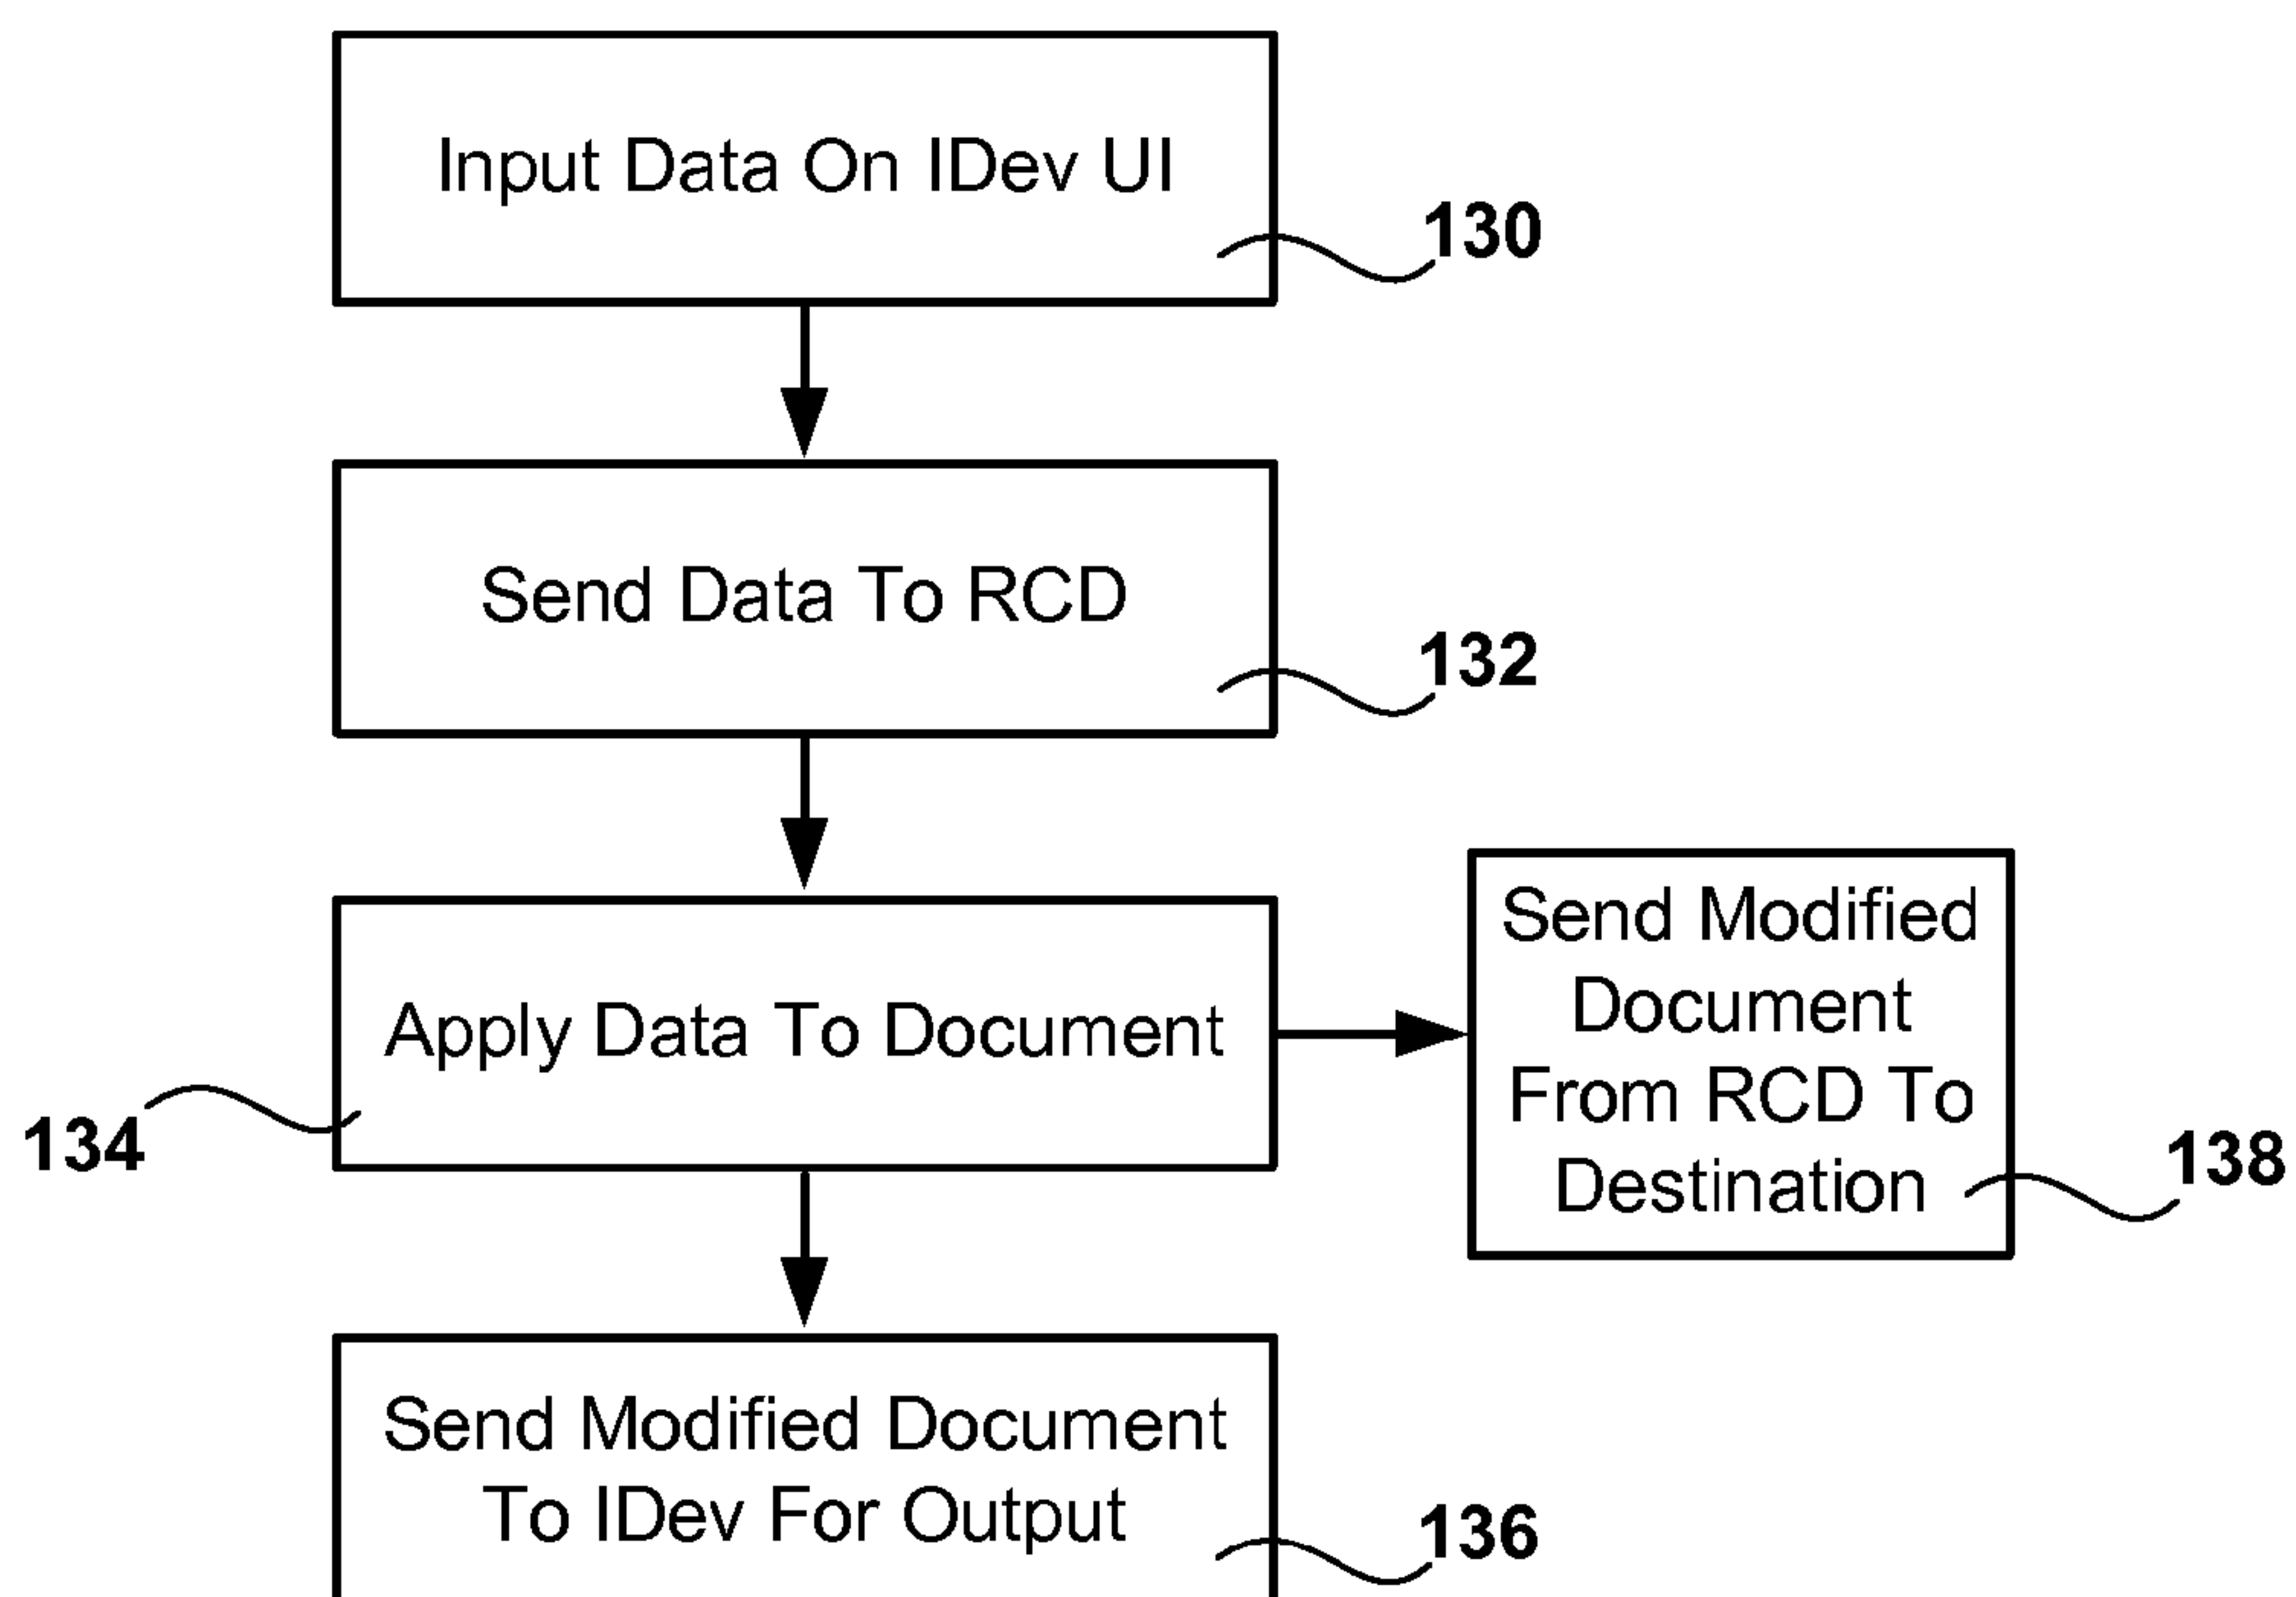 Input Data On IDev UI
130
Send Data To RCD
132
Apply Data To Document
134
Send Modified
Document
From RCD To
Destination
138
Send Modified Document
To IDev For Output
136